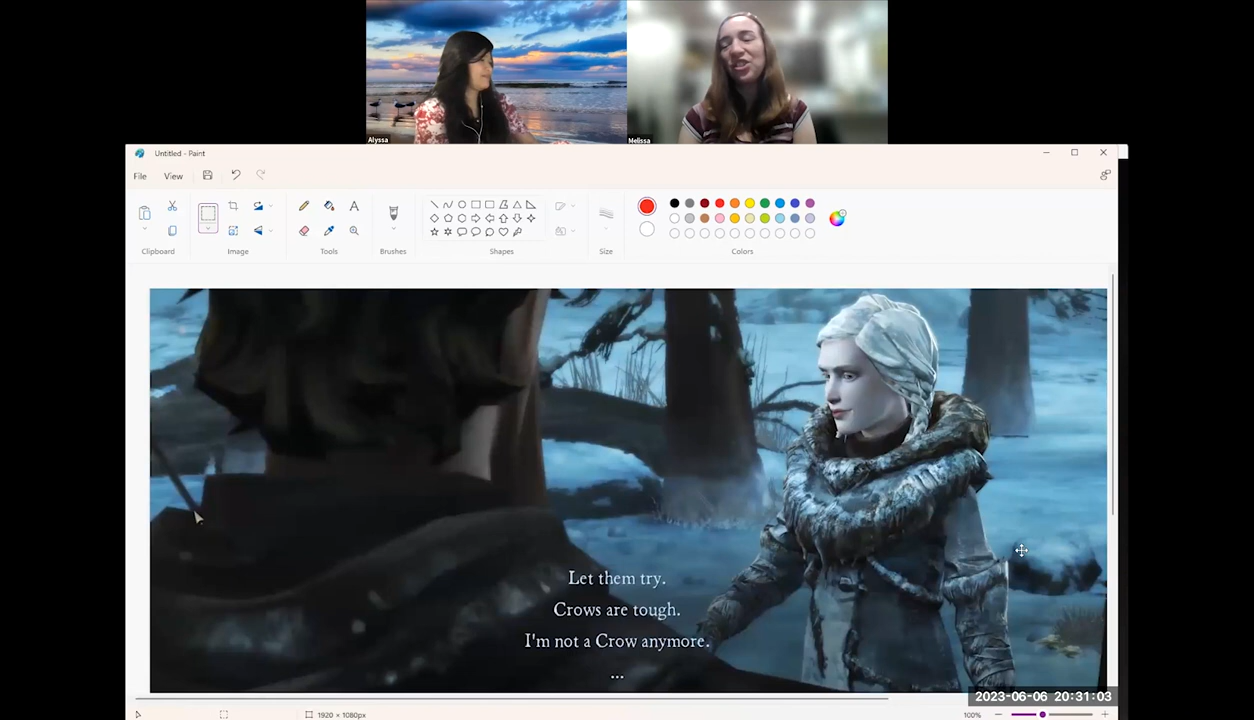 Alyssa
Melissa
Untitled - Paint
File
View
Clipboard
Image
Tools
Brushes
Shapes
Size
Colors
A
Let them try.
Crows are tough.
I'm not a Crow anymore.
...
2023-06-06 20:31:03
1920 × 1080px
100%